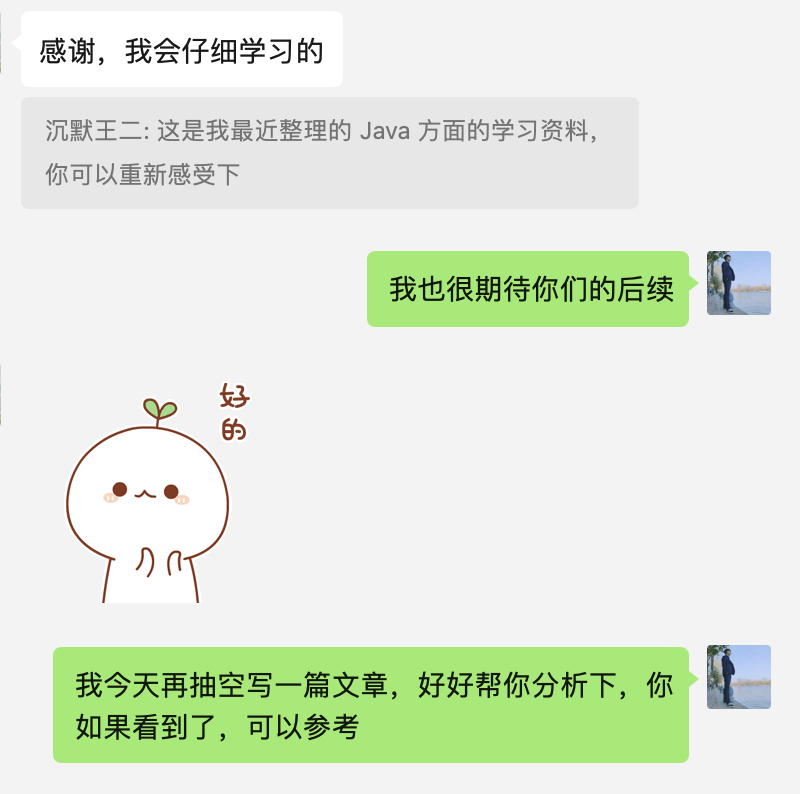 感谢，我会仔细学习的
沉默王二: 这是我最近整理的 Java 方面的学习资料，
你可以重新感受下
我也很期待你们的后续
好
的
我今天再抽空写一篇文章，好好帮你分析下，你
如果看到了，可以参考